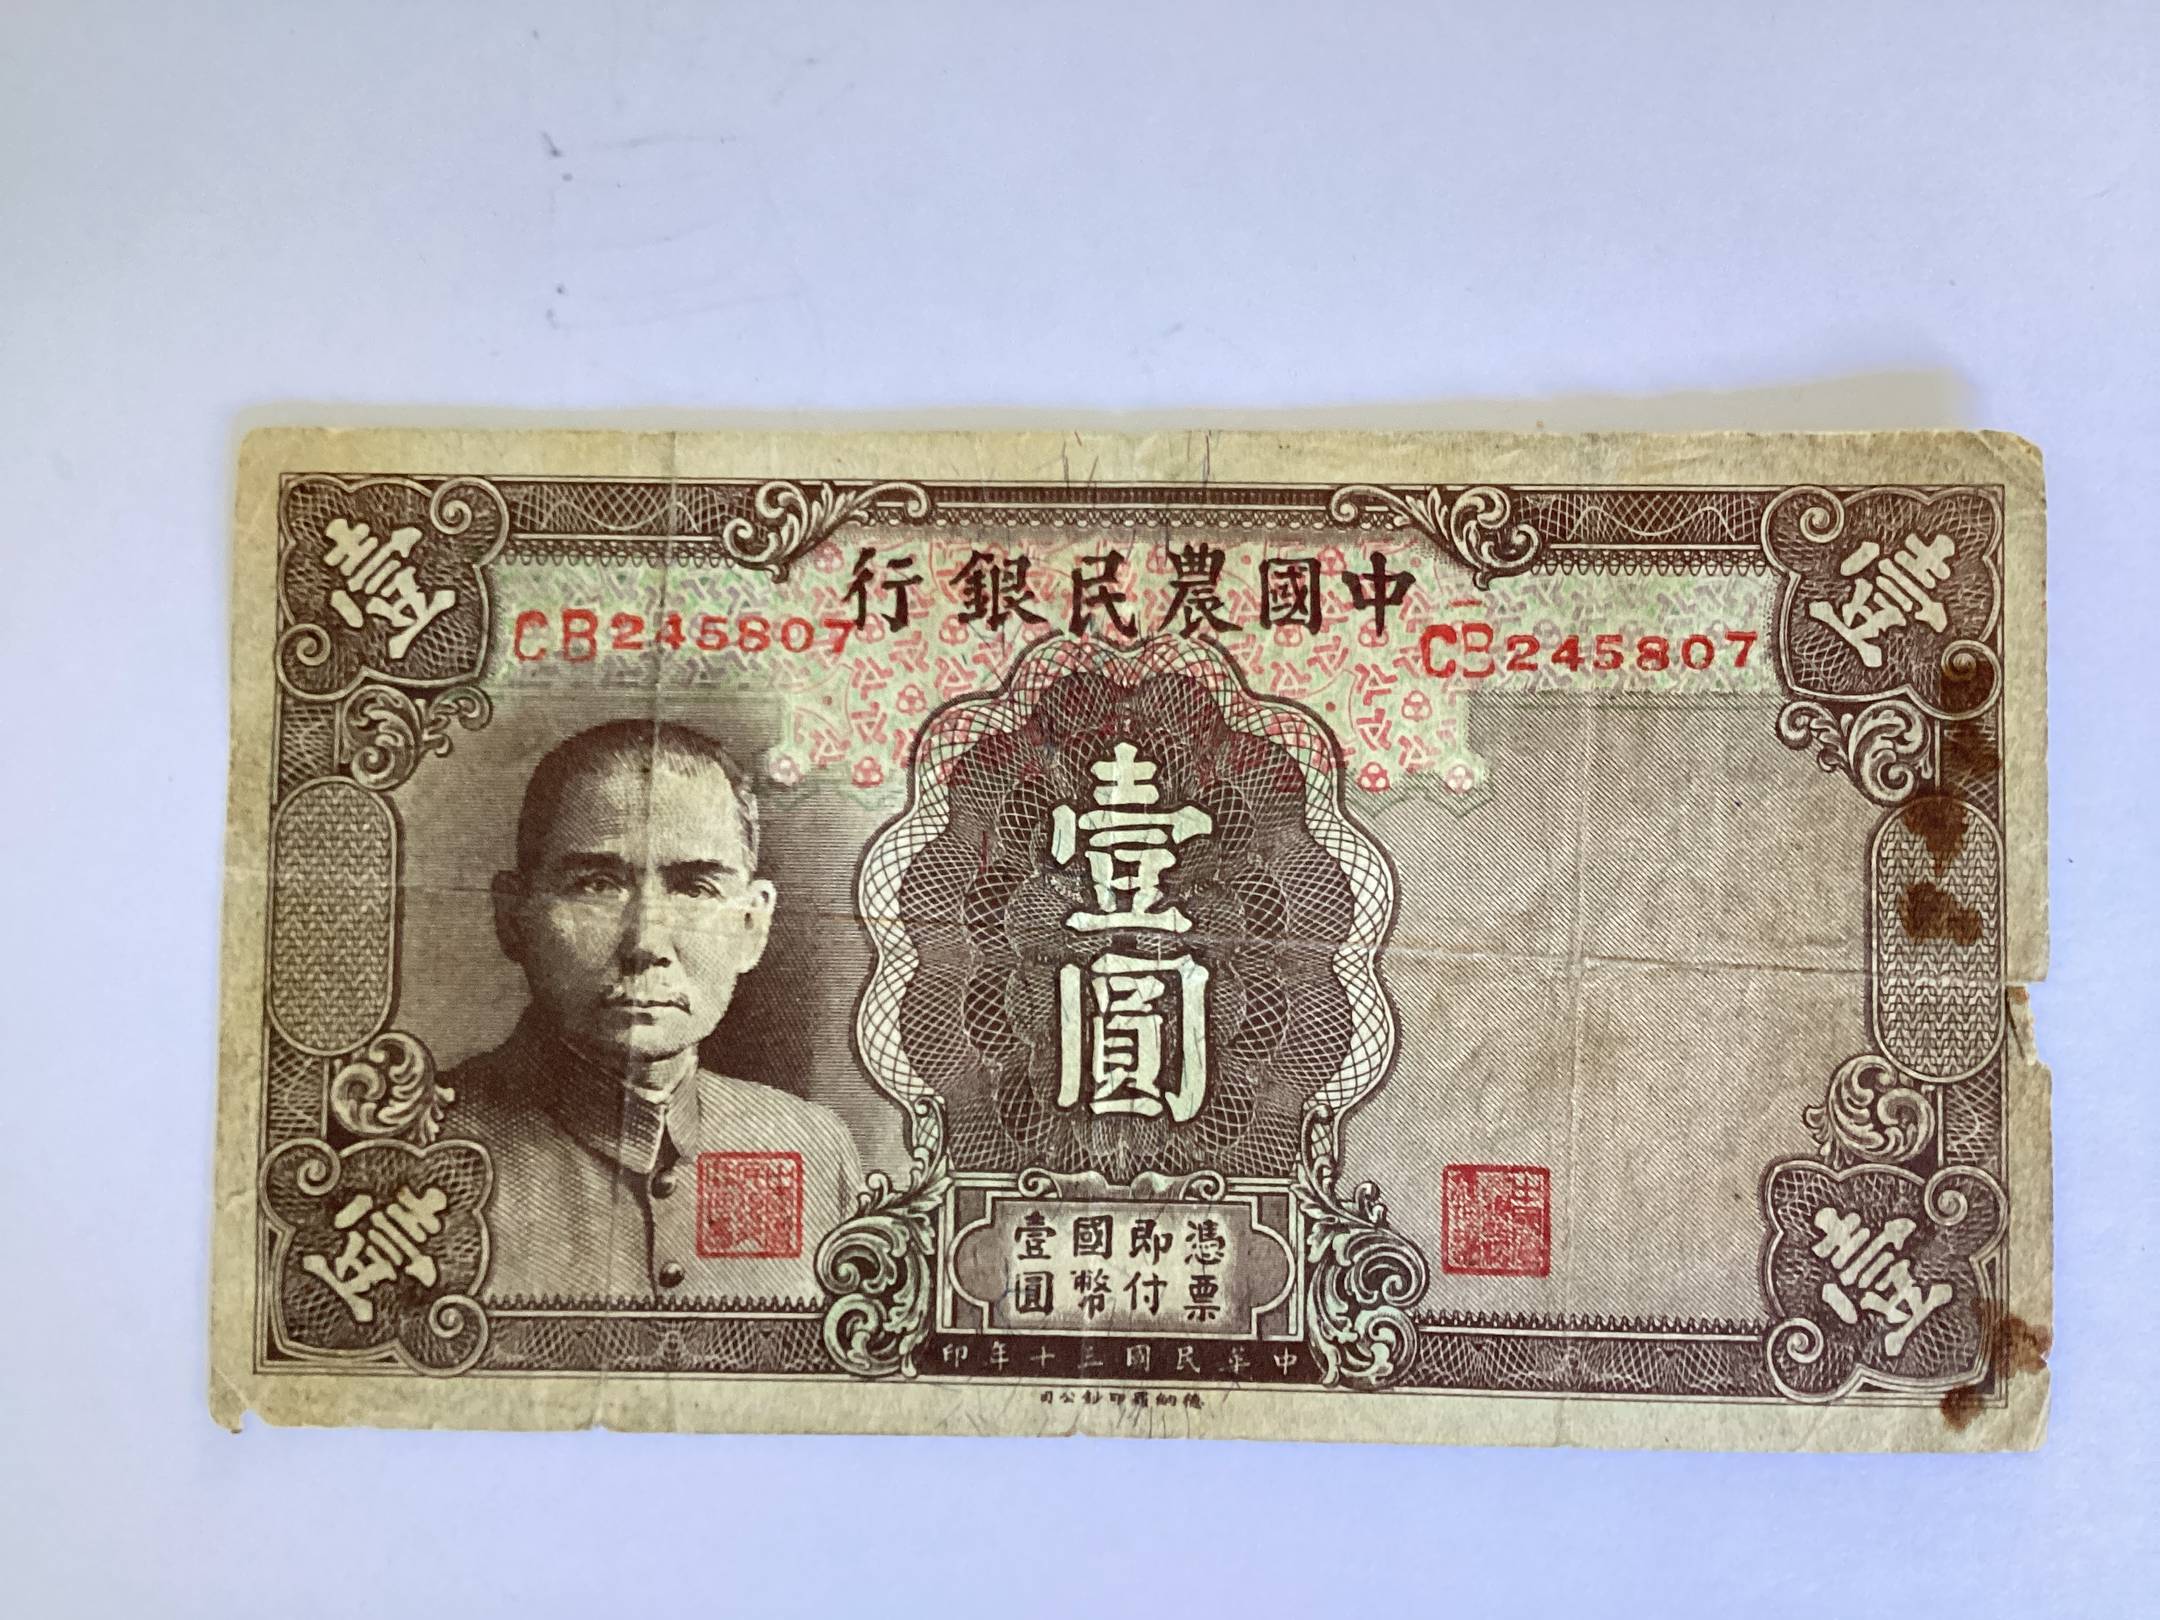 中國農民銀行
CB245807
CB245807
壹
壹
壹圓
憑票
即付
國幣
壹圓
壹
壹
中華民國三十年印
德納羅印鈔公司